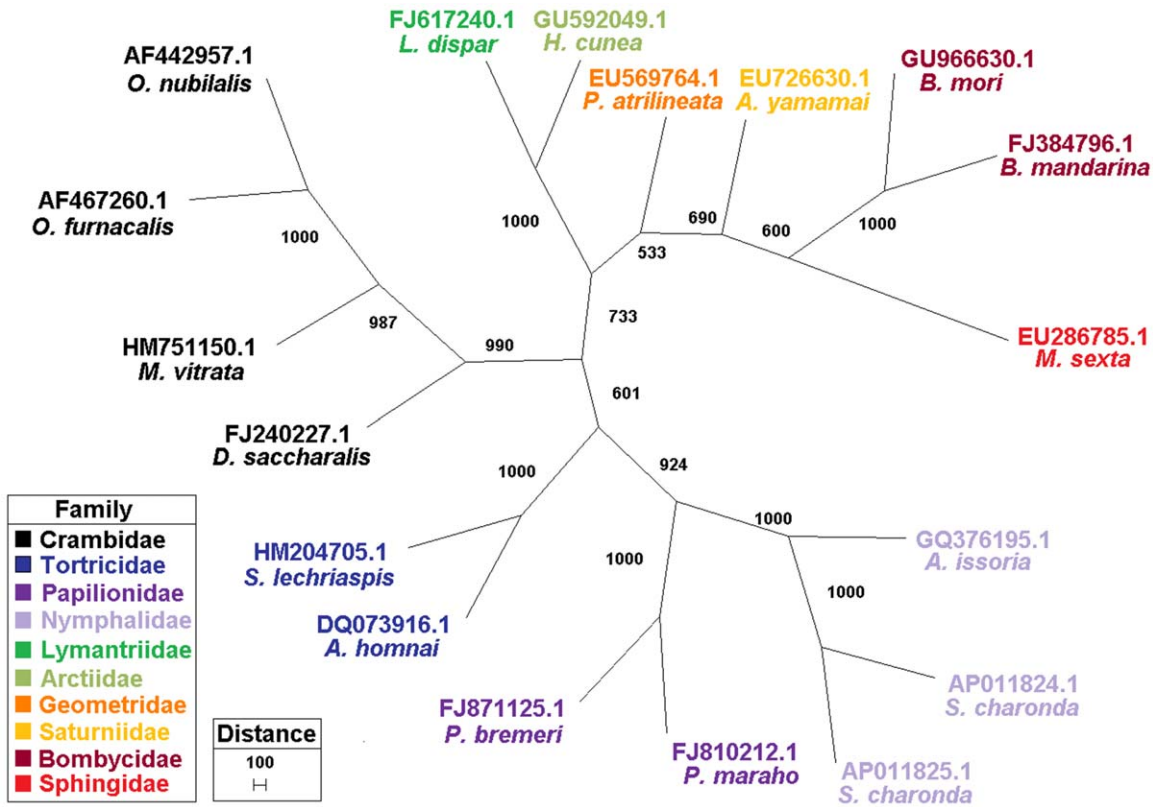 FJ617240.1
L. dispar
GU592049.1
H. cunea
AF442957.1
O. nubilalis
EU569764.1
P. atrilineata
EU726630.1
A. yamamai
GU966630.1
B. mori
FJ384796.1
B. mandarina
AF467260.1
O. furnacalis
1000
1000
690
600
1000
533
733
987
990
HM751150.1
M. vitrata
EU286785.1
M. sexta
601
FJ240227.1
D. saccharalis
1000
924
1000
GQ376195.1
A. issoria
HM204705.1
S. lechriaspis
1000
1000
DQ073916.1
A. homnai
AP011824.1
S. charonda
FJ871125.1
P. bremeri
FJ810212.1
P. maraho
AP011825.1
S. charonda
Family
Crambidae
Tortricidae
Papilionidae
Nymphalidae
Lymantriidae
Arctiidae
Geometridae
Saturniidae
Bombycidae
Sphingidae
Distance
100